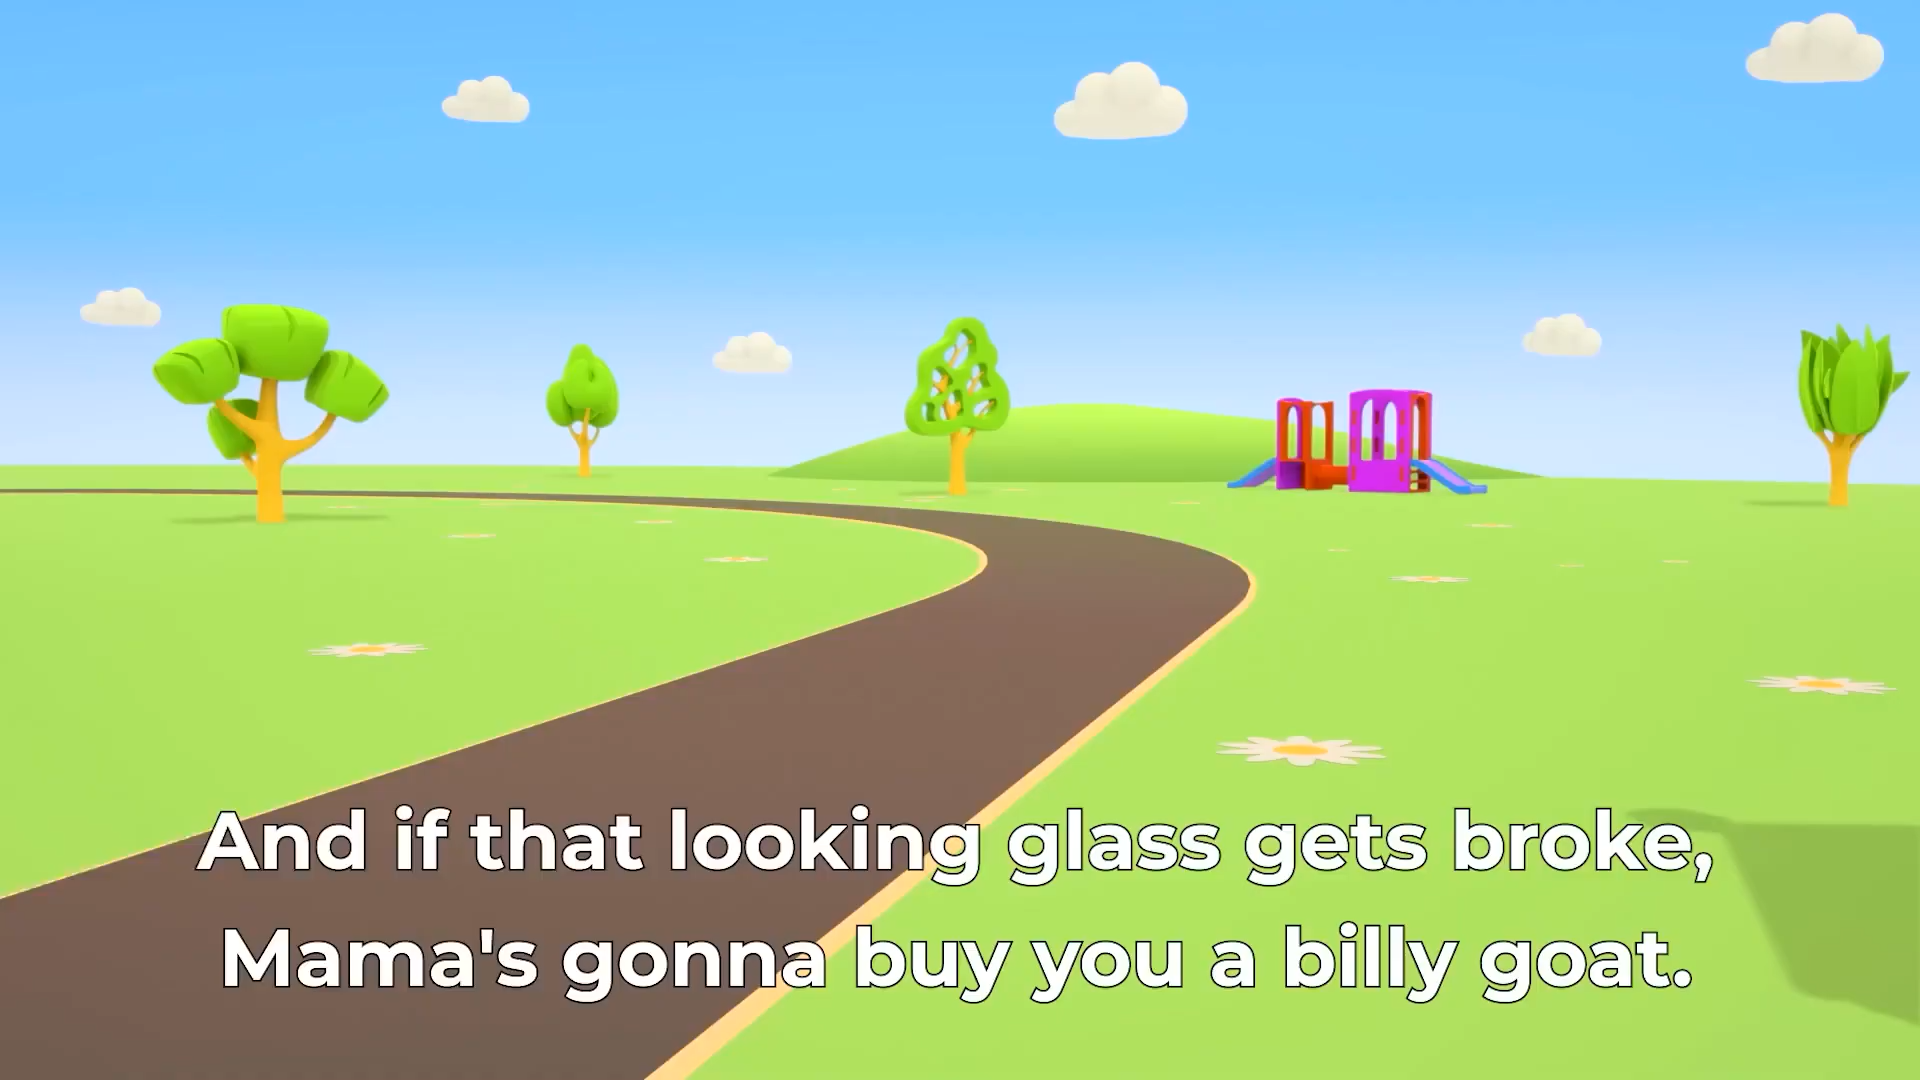 And if that looking glass gets broke,
Mama's gonna buy you a billy goat.